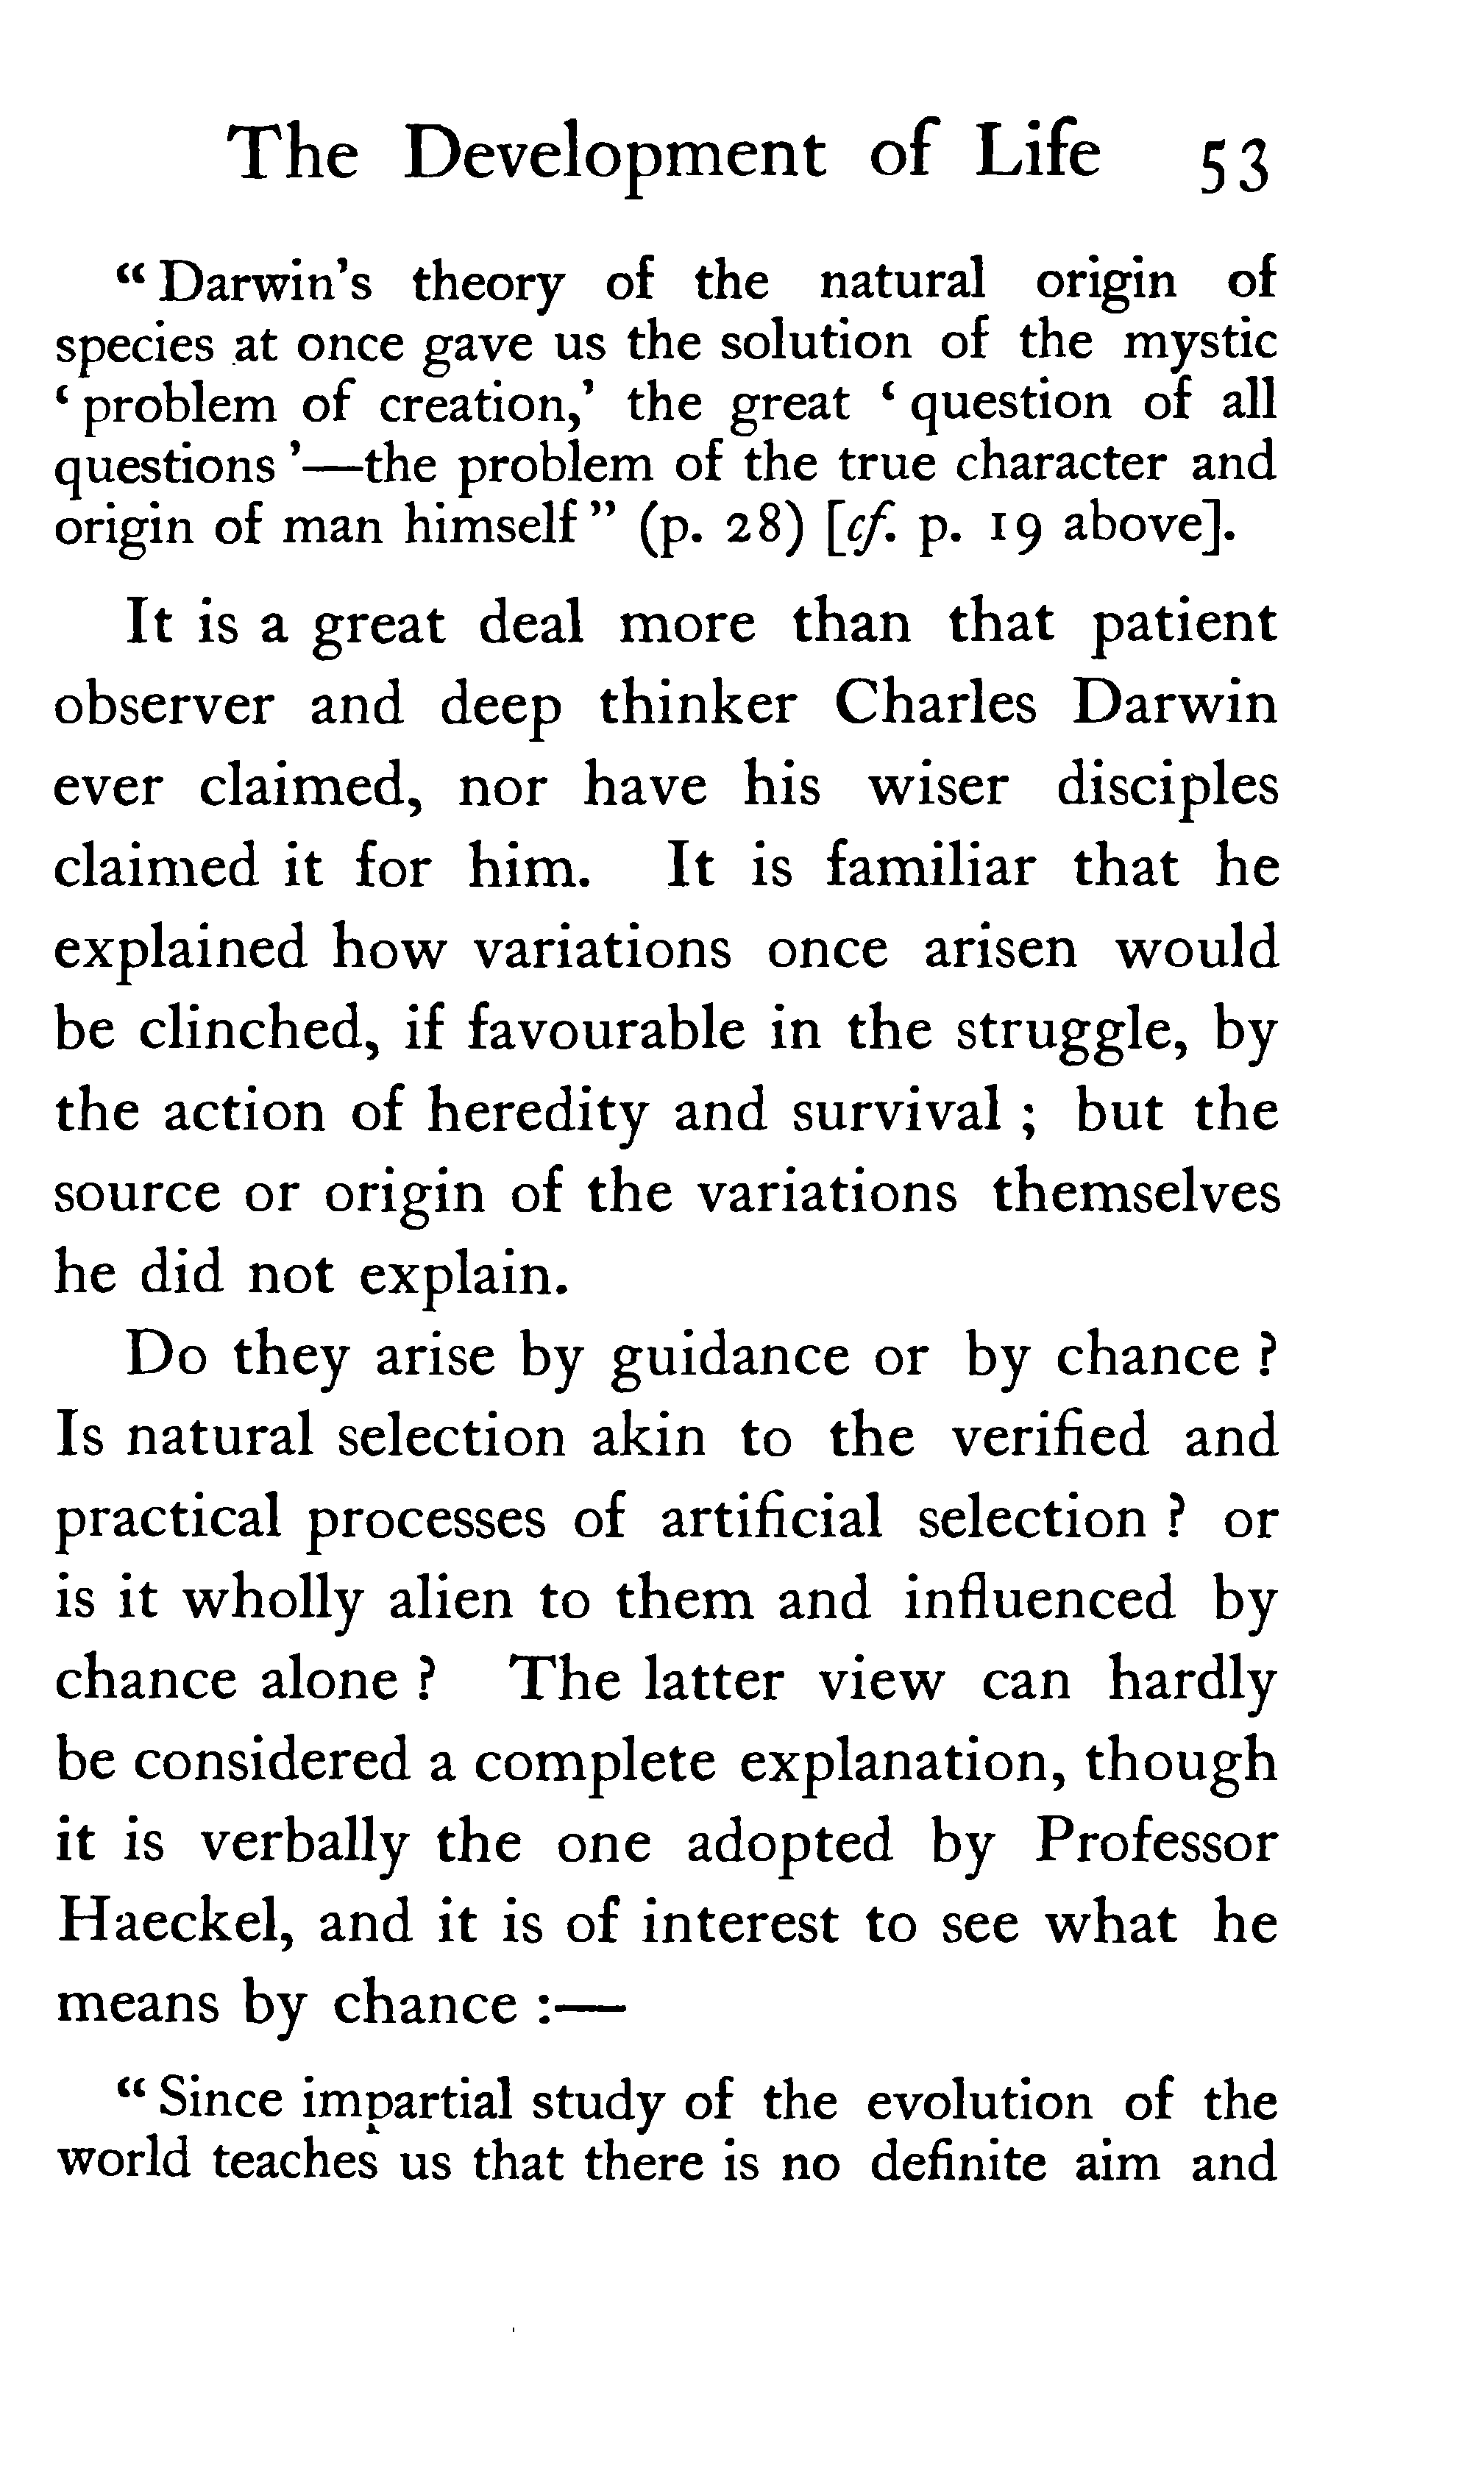 The Development of Life 53
“ Darwin’s theory of the natural origin of
species at once gave us the solution of the mystic
‘ problem of creation,’ the great ‘ question of all
questions ’—the problem of the true character and
origin of man himself ” (p. 28) [cf. p. 19 above].
It is a great deal more than that patient
observer and deep thinker Charles Darwin
ever claimed, nor have his wiser disciples
claimed it for him. It is familiar that he
explained how variations once arisen would
be clinched, if favourable in the struggle, by
the action of heredity and survival ; but the
source or origin of the variations themselves
he did not explain.
Do they arise by guidance or by chance ?
Is natural selection akin to the verified and
practical processes of artificial selection ? or
is it wholly alien to them and influenced by
chance alone ? The latter view can hardly
be considered a complete explanation, though
it is verbally the one adopted by Professor
Haeckel, and it is of interest to see what he
means by chance :—
“ Since impartial study of the evolution of the
world teaches us that there is no definite aim and